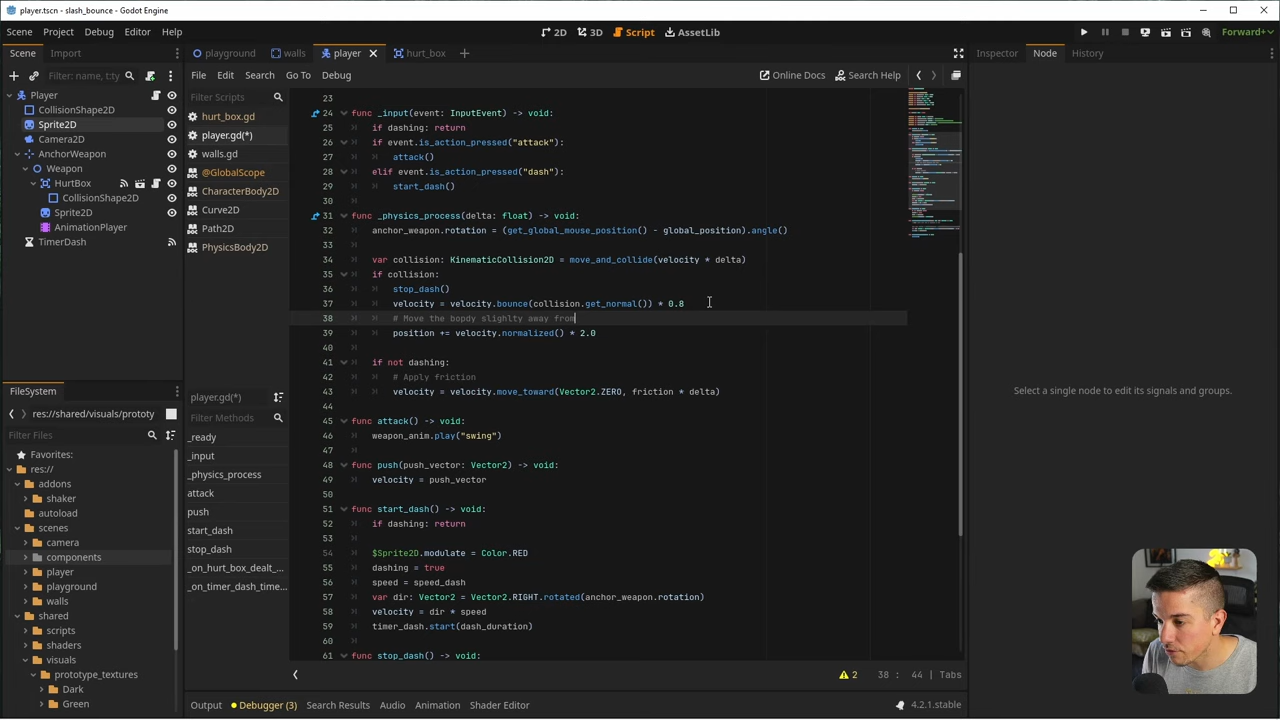 player.tscn - slash_bounce - Godot Engine
Scene Project Debug Editor Help
2D 3D Script AssetLib
Forward+
Scene Import
playground walls player hurt_box
Inspector Node History
Filter: name, t:ty
File Edit Search Go To Debug
Online Docs Search Help
Player
CollisionShape2D
Sprite2D
Camera2D
AnchorWeapon
Weapon
HurtBox
CollisionShape2D
Sprite2D
AnimationPlayer
TimerDash
Filter Scripts
hurt_box.gd
player.gd(*)
walls.gd
@GlobalScope
CharacterBody2D
Curve2D
Path2D
PhysicsBody2D
player.gd(*)
Filter Methods
_ready
_input
_physics_process
attack
push
start_dash
stop_dash
_on_hurt_box_dealt_...
_on_timer_dash_time...
23
24 func _input(event: InputEvent) -> void:
25 if dashing: return
26 if event.is_action_pressed("attack"):
27 attack()
28 elif event.is_action_pressed("dash"):
29 start_dash()
30
31 func _physics_process(delta: float) -> void:
32 anchor_weapon.rotation = (get_global_mouse_position() - global_position).angle()
33
34 var collision: KinematicCollision2D = move_and_collide(velocity * delta)
35 if collision:
36 stop_dash()
37 velocity = velocity.bounce(collision.get_normal()) * 0.8
38 # Move the bopdy slighlty away from
39 position += velocity.normalized() * 2.0
40
41 if not dashing:
42 # Apply friction
43 velocity = velocity.move_toward(Vector2.ZERO, friction * delta)
44
45 func attack() -> void:
46 weapon_anim.play("swing")
47
48 func push(push_vector: Vector2) -> void:
49 velocity = push_vector
50
51 func start_dash() -> void:
52 if dashing: return
53
54 $Sprite2D.modulate = Color.RED
55 dashing = true
56 speed = speed_dash
57 var dir: Vector2 = Vector2.RIGHT.rotated(anchor_weapon.rotation)
58 velocity = dir * speed
59 timer_dash.start(dash_duration)
60
61 func stop_dash() -> void:
2 38 : 44 | Tabs
Select a single node to edit its signals and groups.
FileSystem
res://shared/visuals/prototy
Filter Files
Favorites:
res://
addons
shaker
autoload
scenes
camera
components
player
playground
walls
shared
scripts
shaders
visuals
prototype_textures
Dark
Green
Output Debugger (3) Search Results Audio Animation Shader Editor
4.2.1.stable